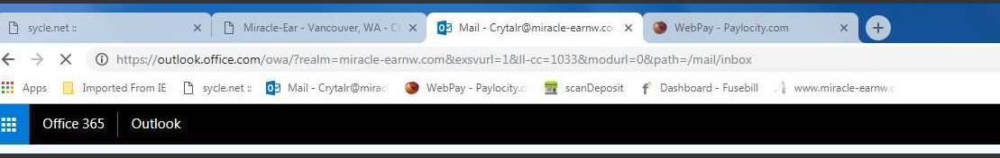 sycle.net ::
Miracle-Ear - Vancouver, WA - C
Mail - Crytalr@miracle-earnw.co
WebPay - Paylocity.com
https://outlook.office.com/owa/?realm=miracle-earnw.com&exsvurl=1&ll-cc=1033&modurl=0&path=/mail/inbox
Apps Imported From IE sycle.net :: Mail - Crytalr@mirac WebPay - Paylocity.c scanDeposit Dashboard - Fusebill www.miracle-earnw.c
Office 365 Outlook